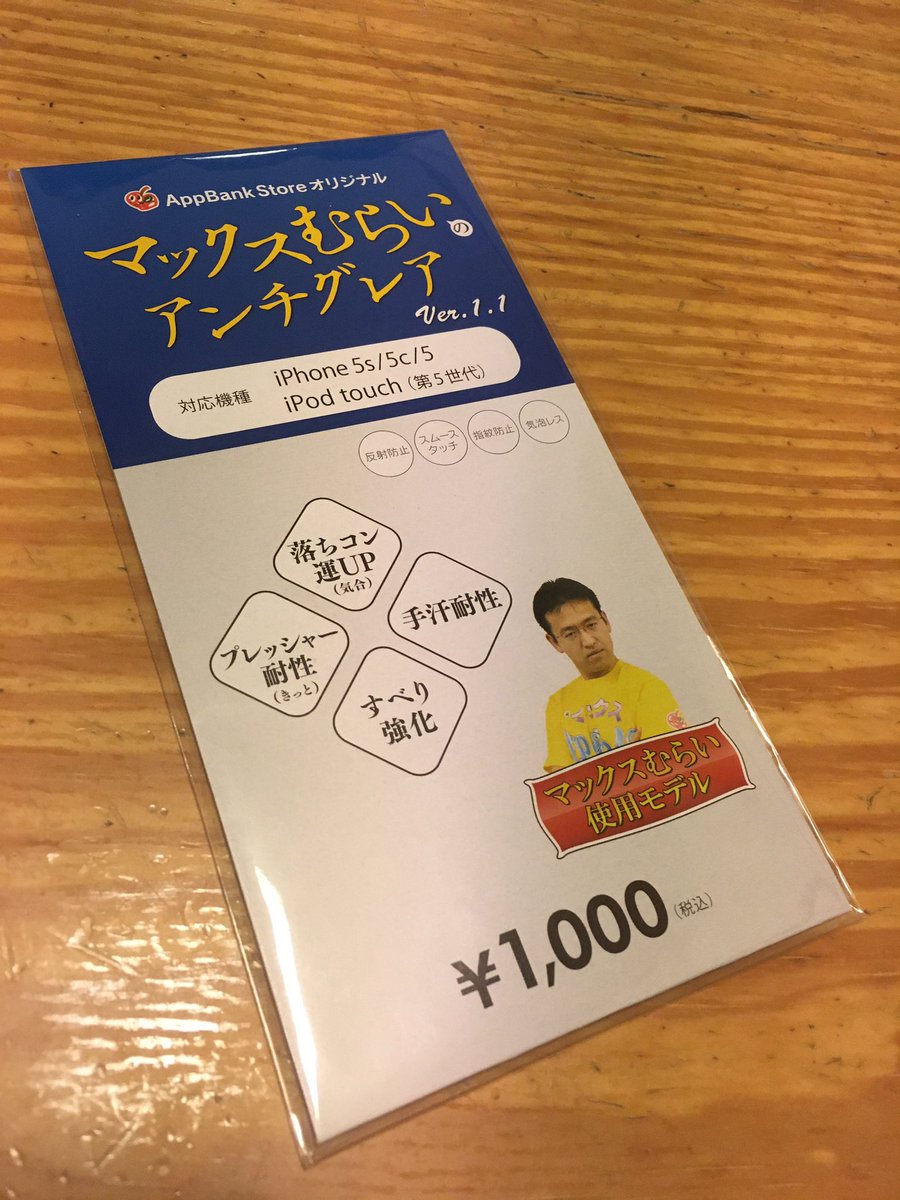 AppBank Store オリジナル
マックスむらいの
アンチグレア
Ver.1.1
対応機種
iPhone 5s/5c/5
iPod touch（第5世代）
反射防止
スムース
タッチ
指紋防止
気泡レス
落ちコン
運UP
(気合)
プレッシャー
耐性
(きっと)
手汗耐性
すべり
強化
マックスむらい
使用モデル
¥1,000（税込）